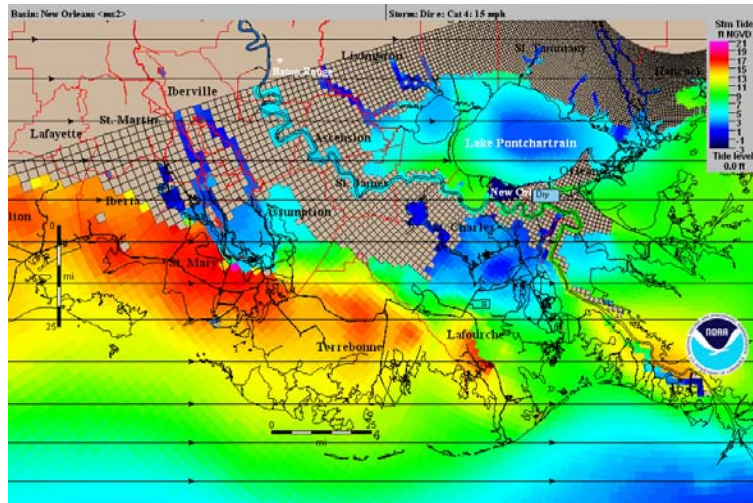 Basin: New Orleans <ms2>
Storm: Dir e: Cat 4: 15 mph
Stm Tide
ft NGVD
21
19
17
15
13
11
9
7
5
3
1
-1
-3
Tide level
0.0 ft
St. Tammany
Hancock
Livingston
Baton Rouge
Iberville
St. Martin
Lafayette
Ascension
Lake Pontchartrain
Orleans
St. James
New Orl
Dry
Iberia
Assumption
Charles
St. Mary
Terrebonne
Lafourche
0
mi
25
0
mi
25
NOAA